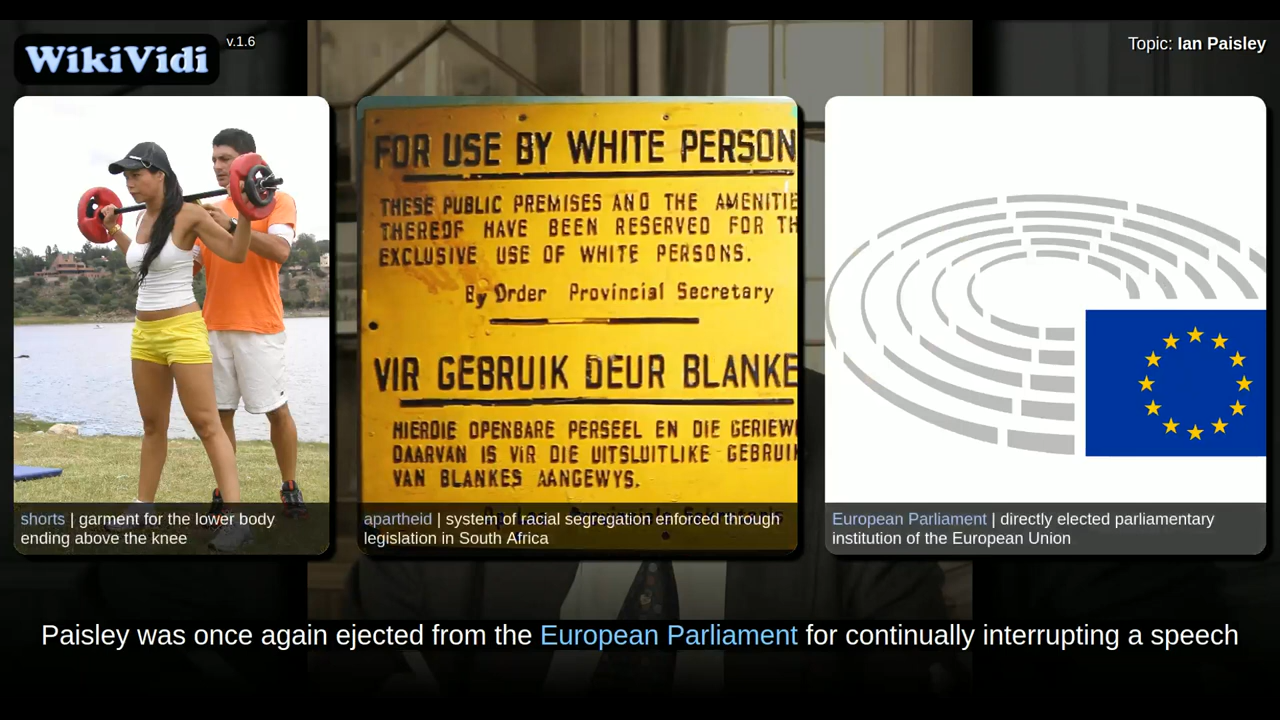 WikiVidi
v.1.6
Topic: Ian Paisley
FOR USE BY WHITE PERSON
THESE PUBLIC PREMISES AND THE AMENITIE
THEREOF HAVE BEEN RESERVED FOR TH
EXCLUSIVE USE OF WHITE PERSONS.
By Order Provincial Secretary
VIR GEBRUIK DEUR BLANKE
HIERDIE OPENBARE PERSEEL EN DIE GERIEW
DAARVAN IS VIR DIE UITSLUITLIKE GEBRUIK
VAN BLANKES AANGEWYS.
shorts | garment for the lower body
ending above the knee
apartheid | system of racial segregation enforced through
legislation in South Africa
European Parliament | directly elected parliamentary
institution of the European Union
Paisley was once again ejected from the European Parliament for continually interrupting a speech